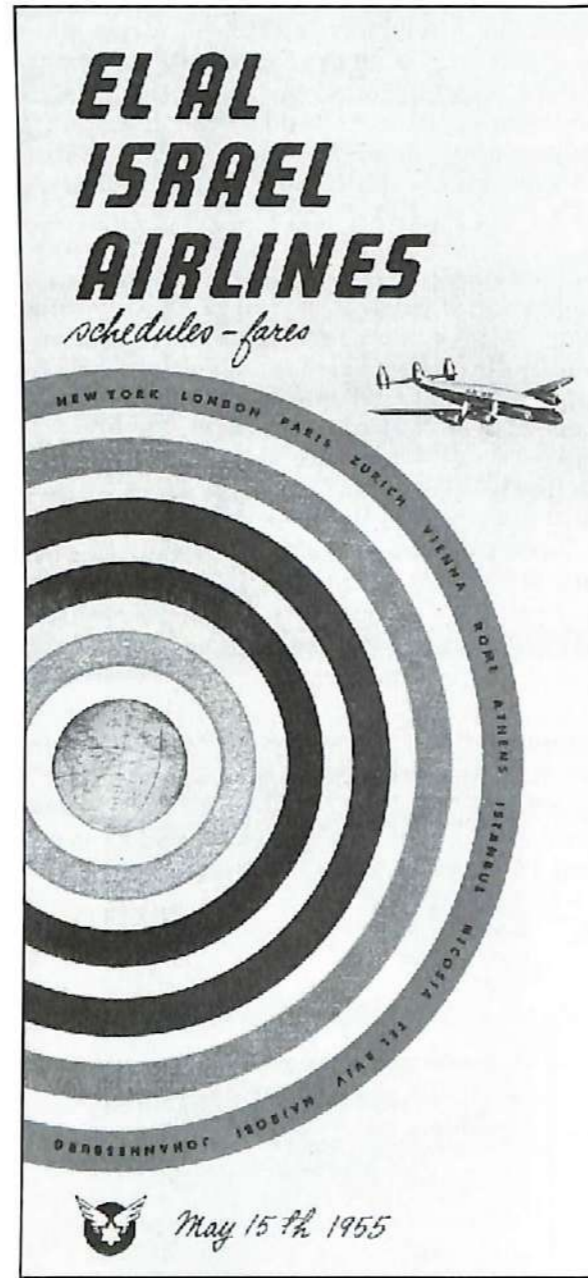 EL AL
ISRAEL
AIRLINES
schedules - fares
NEW YORK LONDON PARIS ZURICH VIENNA ROME ATHENS ISTANBUL NICOSIA TEL AVIV NAIROBI JOHANNESBURG
May 15th 1955